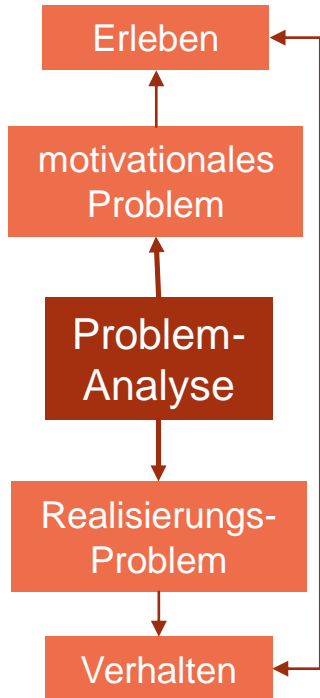 Erleben
motivationales
Problem
Problem-
Analyse
Realisierungs-
Problem
Verhalten